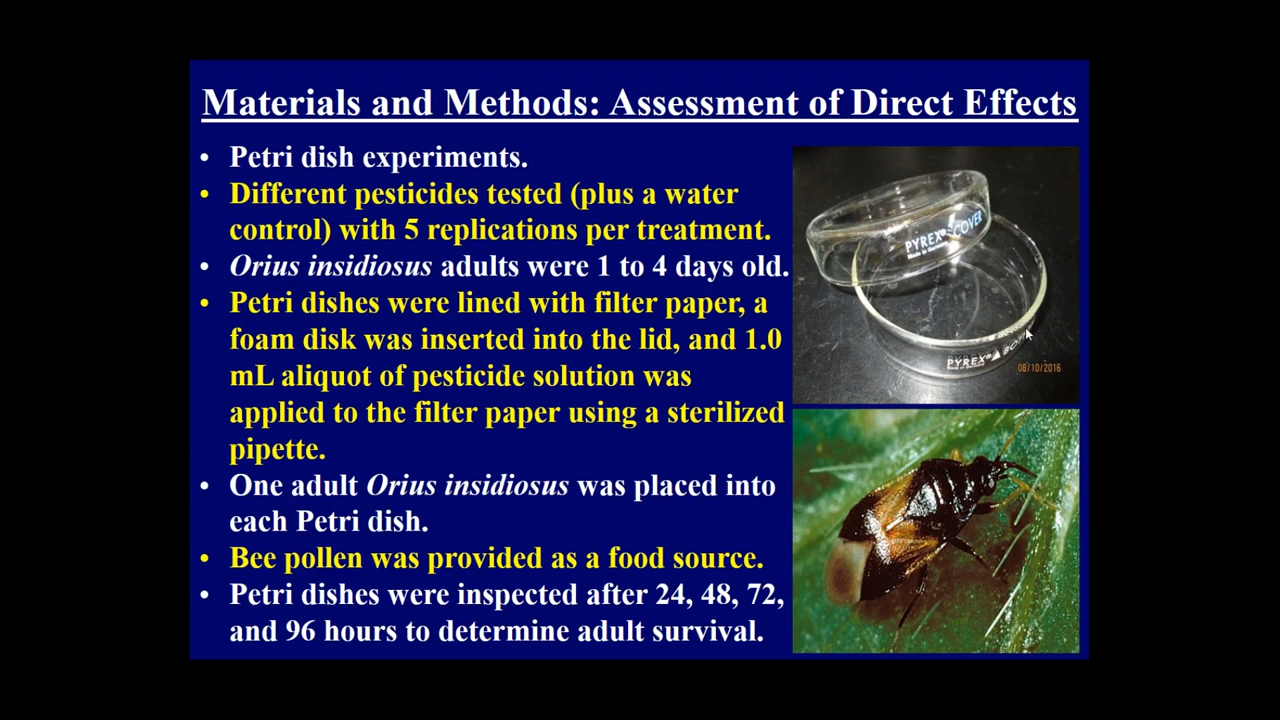 Materials and Methods: Assessment of Direct Effects
• Petri dish experiments.
• Different pesticides tested (plus a water
control) with 5 replications per treatment.
• Orius insidiosus adults were 1 to 4 days old.
• Petri dishes were lined with filter paper, a
foam disk was inserted into the lid, and 1.0
mL aliquot of pesticide solution was
applied to the filter paper using a sterilized
pipette.
• One adult Orius insidiosus was placed into
each Petri dish.
• Bee pollen was provided as a food source.
• Petri dishes were inspected after 24, 48, 72,
and 96 hours to determine adult survival.
PYREX® COVER
PYREX®
08/10/2016